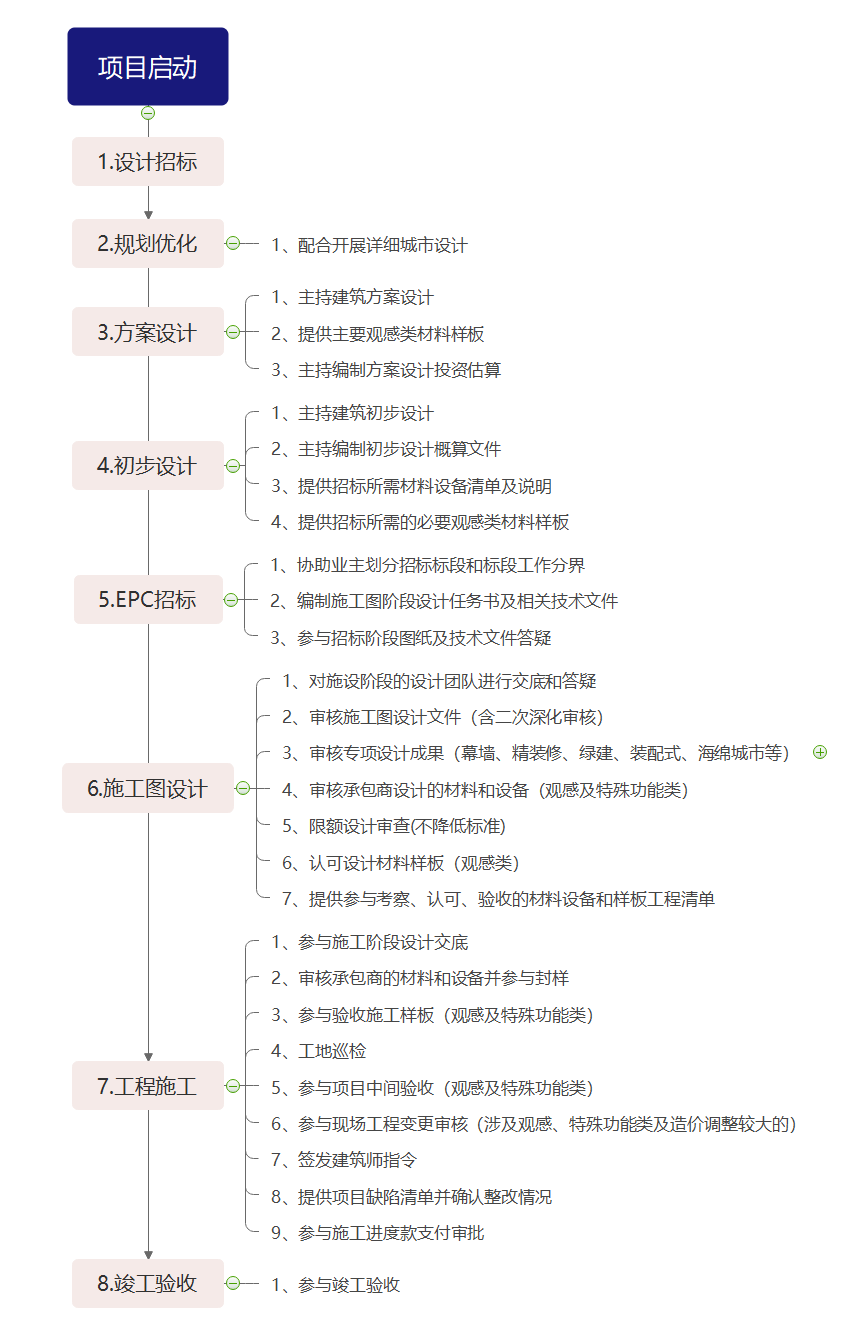 项目启动
1.设计招标
2.规划优化
1、配合开展详细城市设计
3.方案设计
1、主持建筑方案设计
2、提供主要观感类材料样板
3、主持编制方案设计投资估算
4.初步设计
1、主持建筑初步设计
2、主持编制初步设计概算文件
3、提供招标所需材料设备清单及说明
4、提供招标所需的必要观感类材料样板
5.EPC招标
1、协助业主划分招标标段和标段工作分界
2、编制施工图阶段设计任务书及相关技术文件
3、参与招标阶段图纸及技术文件答疑
6.施工图设计
1、对施设阶段的设计团队进行交底和答疑
2、审核施工图设计文件（含二次深化审核）
3、审核专项设计成果（幕墙、精装修、绿建、装配式、海绵城市等）
4、审核承包商设计的材料和设备（观感及特殊功能类）
5、限额设计审查(不降低标准)
6、认可设计材料样板（观感类）
7、提供参与考察、认可、验收的材料设备和样板工程清单
7.工程施工
1、参与施工阶段设计交底
2、审核承包商的材料和设备并参与封样
3、参与验收施工样板（观感及特殊功能类）
4、工地巡检
5、参与项目中间验收（观感及特殊功能类）
6、参与现场工程变更审核（涉及观感、特殊功能类及造价调整较大的）
7、签发建筑师指令
8、提供项目缺陷清单并确认整改情况
9、参与施工进度款支付审批
8.竣工验收
1、参与竣工验收